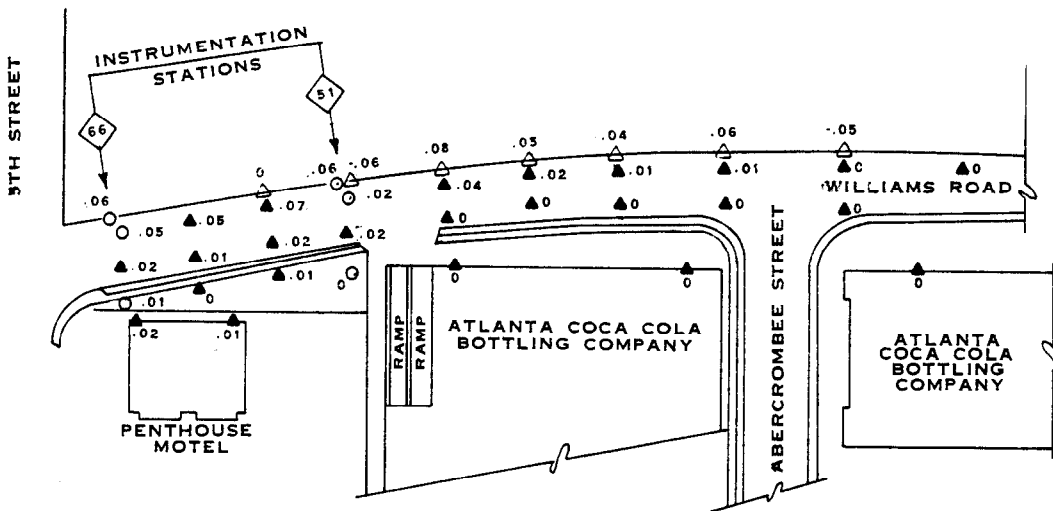 INSTRUMENTATION
STATIONS
5TH STREET
66
51
.06
.05
0
.06
-.06
.08
.03
.04
.06
-.05
.05
.07
.02
.04
.02
.01
.01
0
0
WILLIAMS ROAD
.02
.01
.02
.02
0
0
0
0
0
.01
0
.01
0
0
0
0
.02
.01
RAMP
RAMP
ATLANTA COCA COLA
BOTTLING COMPANY
ABERCROMBEE STREET
ATLANTA
COCA COLA
BOTTLING
COMPANY
PENTHOUSE
MOTEL